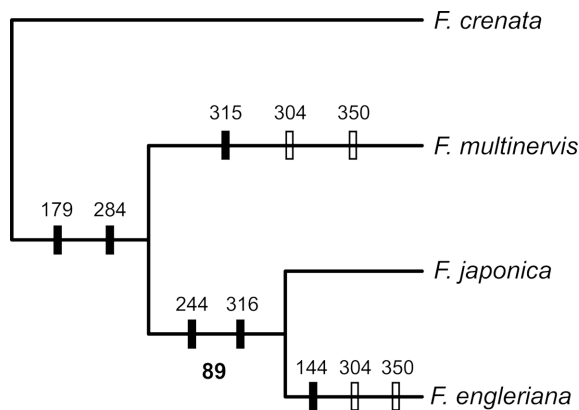 F. crenata
315 304 350
F. multinervis
179 284
F. japonica
244 316
89
144 304 350
F. engleriana